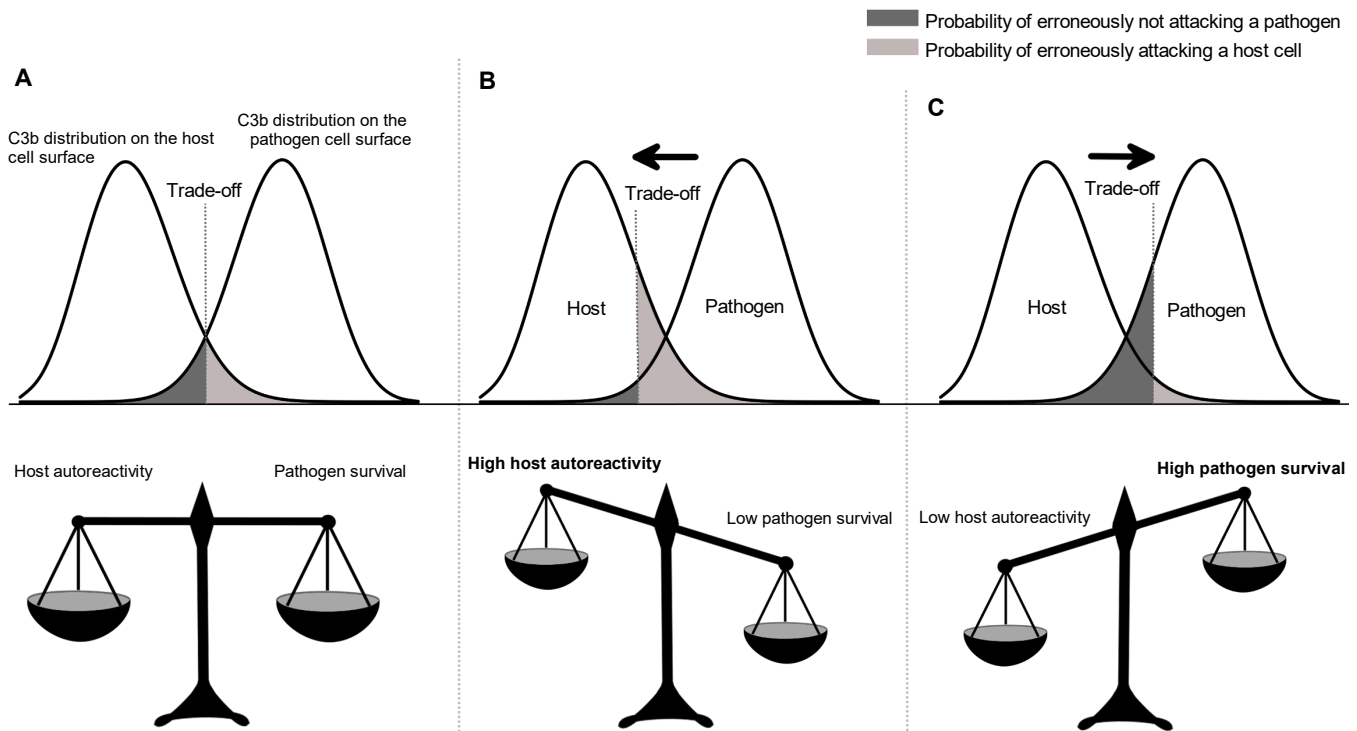 Probability of erroneously not attacking a pathogen
Probability of erroneously attacking a host cell
A
C3b distribution on the host
cell surface
C3b distribution on the
pathogen cell surface
Trade-off
B
Trade-off
Host
Pathogen
C
Trade-off
Host
Pathogen
Host autoreactivity
Pathogen survival
High host autoreactivity
Low pathogen survival
High pathogen survival
Low host autoreactivity